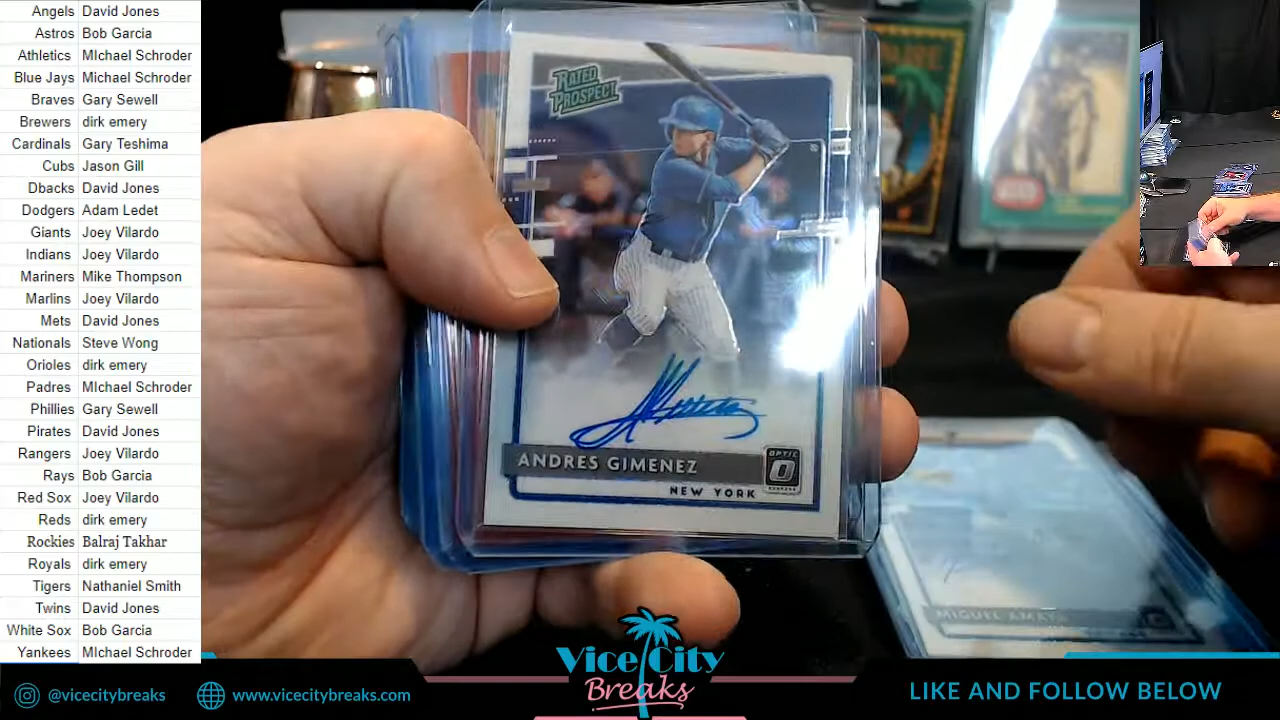 Angels David Jones
Astros Bob Garcia
Athletics MIchael Schroder
Blue Jays Michael Schroder
Braves Gary Sewell
Brewers dirk emery
Cardinals Gary Teshima
Cubs Jason Gill
Dbacks David Jones
Dodgers Adam Ledet
Giants Joey Vilardo
Indians Joey Vilardo
Mariners Mike Thompson
Marlins Joey Vilardo
Mets David Jones
Nationals Steve Wong
Orioles dirk emery
Padres MIchael Schroder
Phillies Gary Sewell
Pirates David Jones
Rangers Joey Vilardo
Rays Bob Garcia
Red Sox Joey Vilardo
Reds dirk emery
Rockies Balraj Takhar
Royals dirk emery
Tigers Nathaniel Smith
Twins David Jones
White Sox Bob Garcia
Yankees MIchael Schroder
RATED
PROSPECT
ANDRES GIMENEZ
OPTIC
NEW YORK
MIGUEL AMAYA
@vicecitybreaks
www.vicecitybreaks.com
Vice City
Breaks
LIKE AND FOLLOW BELOW